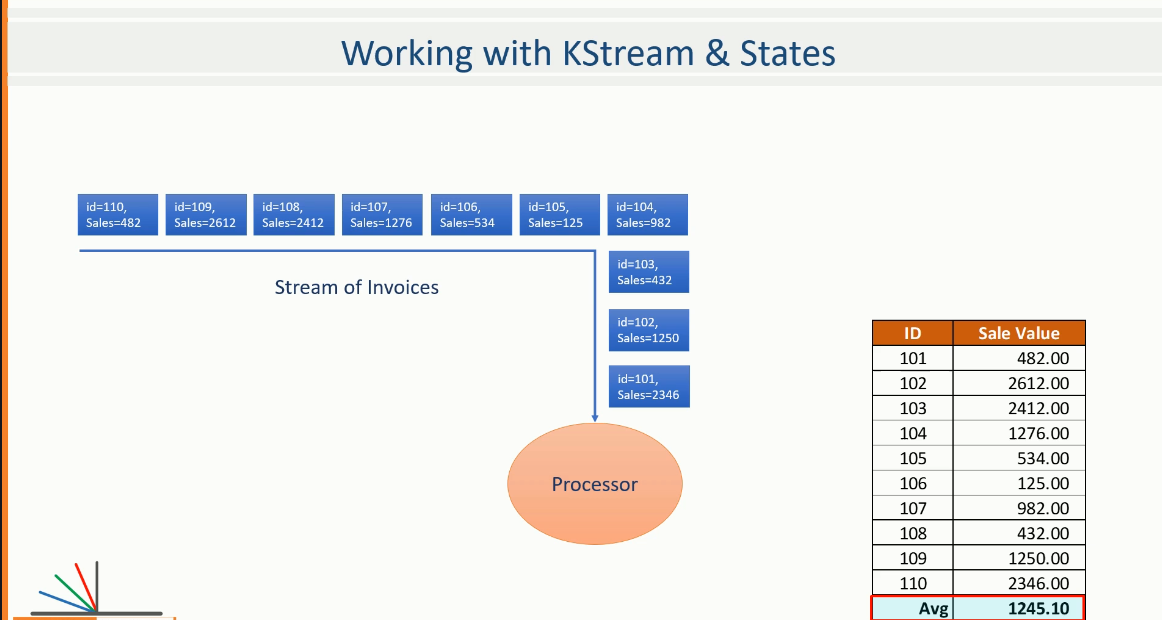 Working with KStream & States
id=110,
Sales=482
id=109,
Sales=2612
id=108,
Sales=2412
id=107,
Sales=1276
id=106,
Sales=534
id=105,
Sales=125
id=104,
Sales=982
id=103,
Sales=432
id=102,
Sales=1250
id=101,
Sales=2346
Stream of Invoices
Processor
ID Sale Value
101 482.00
102 2612.00
103 2412.00
104 1276.00
105 534.00
106 125.00
107 982.00
108 432.00
109 1250.00
110 2346.00
Avg 1245.10